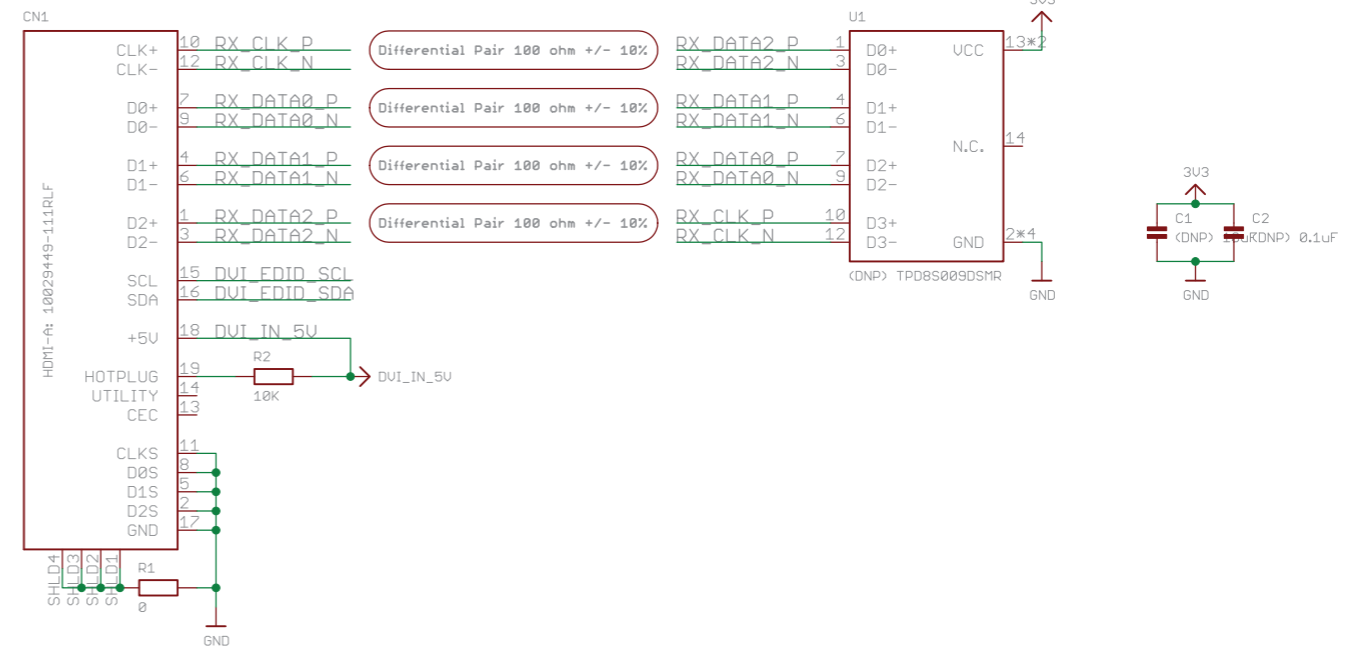 CN1
HDMI-A: 10029449-111RLF
CLK+ 10 RX_CLK_P
CLK- 12 RX_CLK_N
D0+ 7 RX_DATA0_P
D0- 9 RX_DATA0_N
D1+ 4 RX_DATA1_P
D1- 6 RX_DATA1_N
D2+ 1 RX_DATA2_P
D2- 3 RX_DATA2_N
SCL 15 DVI_EDID_SCL
SDA 16 DVI_EDID_SDA
+5V 18 DVI_IN_5V
HOTPLUG 19
R2
10K
DVI_IN_5V
UTILITY 14
CEC 13
CLKS 11
D0S 8
D1S 5
D2S 2
GND 17
SHLD4
SHLD3
SHLD2
SHLD1
R1
0
GND
Differential Pair 100 ohm +/- 10%
Differential Pair 100 ohm +/- 10%
Differential Pair 100 ohm +/- 10%
Differential Pair 100 ohm +/- 10%
U1
RX_DATA2_P 1 D0+
RX_DATA2_N 3 D0-
RX_DATA1_P 4 D1+
RX_DATA1_N 6 D1-
RX_DATA0_P 7 D2+
RX_DATA0_N 9 D2-
RX_CLK_P 10 D3+
RX_CLK_N 12 D3-
3V3
VCC 13*2
N.C. 14
GND 2*4
GND
(DNP) TPD8S009DSMR
3V3
C1
(DNP)
C2
(DNP) 0.1uF
GND